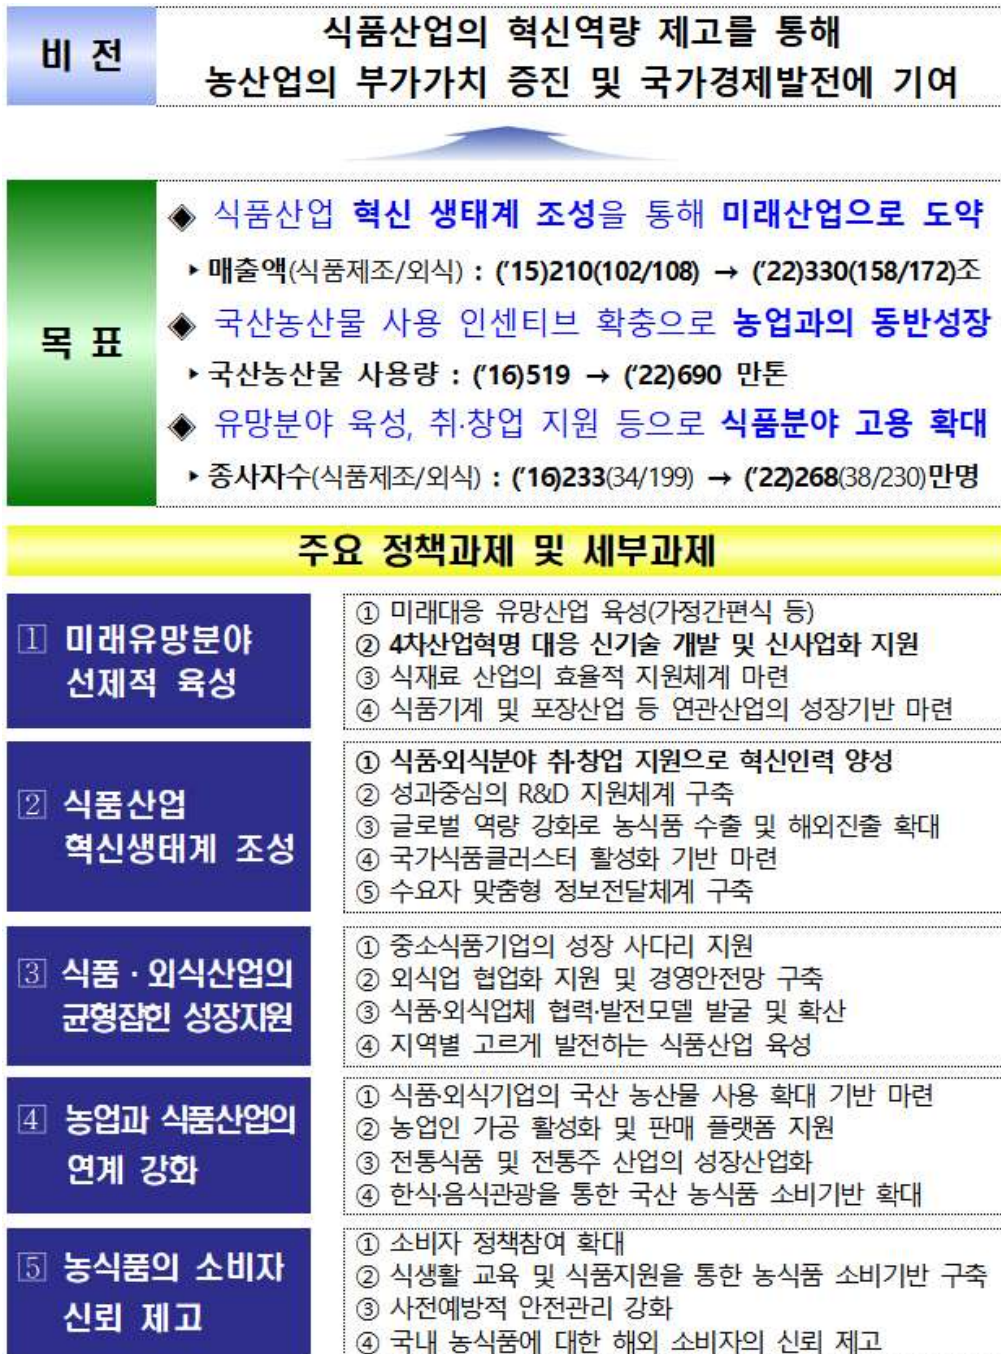 비 전
식품산업의 혁신역량 제고를 통해
농산업의 부가가치 증진 및 국가경제발전에 기여
목 표
◈ 식품산업 혁신 생태계 조성을 통해 미래산업으로 도약
▸매출액(식품제조/외식) : ('15)210(102/108) → ('22)330(158/172)조
◈ 국산농산물 사용 인센티브 확충으로 농업과의 동반성장
▸국산농산물 사용량 : ('16)519 → ('22)690 만톤
◈ 유망분야 육성, 취·창업 지원 등으로 식품분야 고용 확대
▸종사자수(식품제조/외식) : ('16)233(34/199) → ('22)268(38/230)만명
주요 정책과제 및 세부과제
1 미래유망분야
선제적 육성
① 미래대응 유망산업 육성(가정간편식 등)
② 4차산업혁명 대응 신기술 개발 및 신사업화 지원
③ 식재료 산업의 효율적 지원체계 마련
④ 식품기계 및 포장산업 등 연관산업의 성장기반 마련
2 식품산업
혁신생태계 조성
① 식품·외식분야 취·창업 지원으로 혁신인력 양성
② 성과중심의 R&D 지원체계 구축
③ 글로벌 역량 강화로 농식품 수출 및 해외진출 확대
④ 국가식품클러스터 활성화 기반 마련
⑤ 수요자 맞춤형 정보전달체계 구축
3 식품·외식산업의
균형잡힌 성장지원
① 중소식품기업의 성장 사다리 지원
② 외식업 협업화 지원 및 경영안전망 구축
③ 식품·외식업체 협력·발전모델 발굴 및 확산
④ 지역별 고르게 발전하는 식품산업 육성
4 농업과 식품산업의
연계 강화
① 식품·외식기업의 국산 농산물 사용 확대 기반 마련
② 농업인 가공 활성화 및 판매 플랫폼 지원
③ 전통식품 및 전통주 산업의 성장산업화
④ 한식·음식관광을 통한 국산 농식품 소비기반 확대
5 농식품의 소비자
신뢰 제고
① 소비자 정책참여 확대
② 식생활 교육 및 식품지원을 통한 농식품 소비기반 구축
③ 사전예방적 안전관리 강화
④ 국내 농식품에 대한 해외 소비자의 신뢰 제고